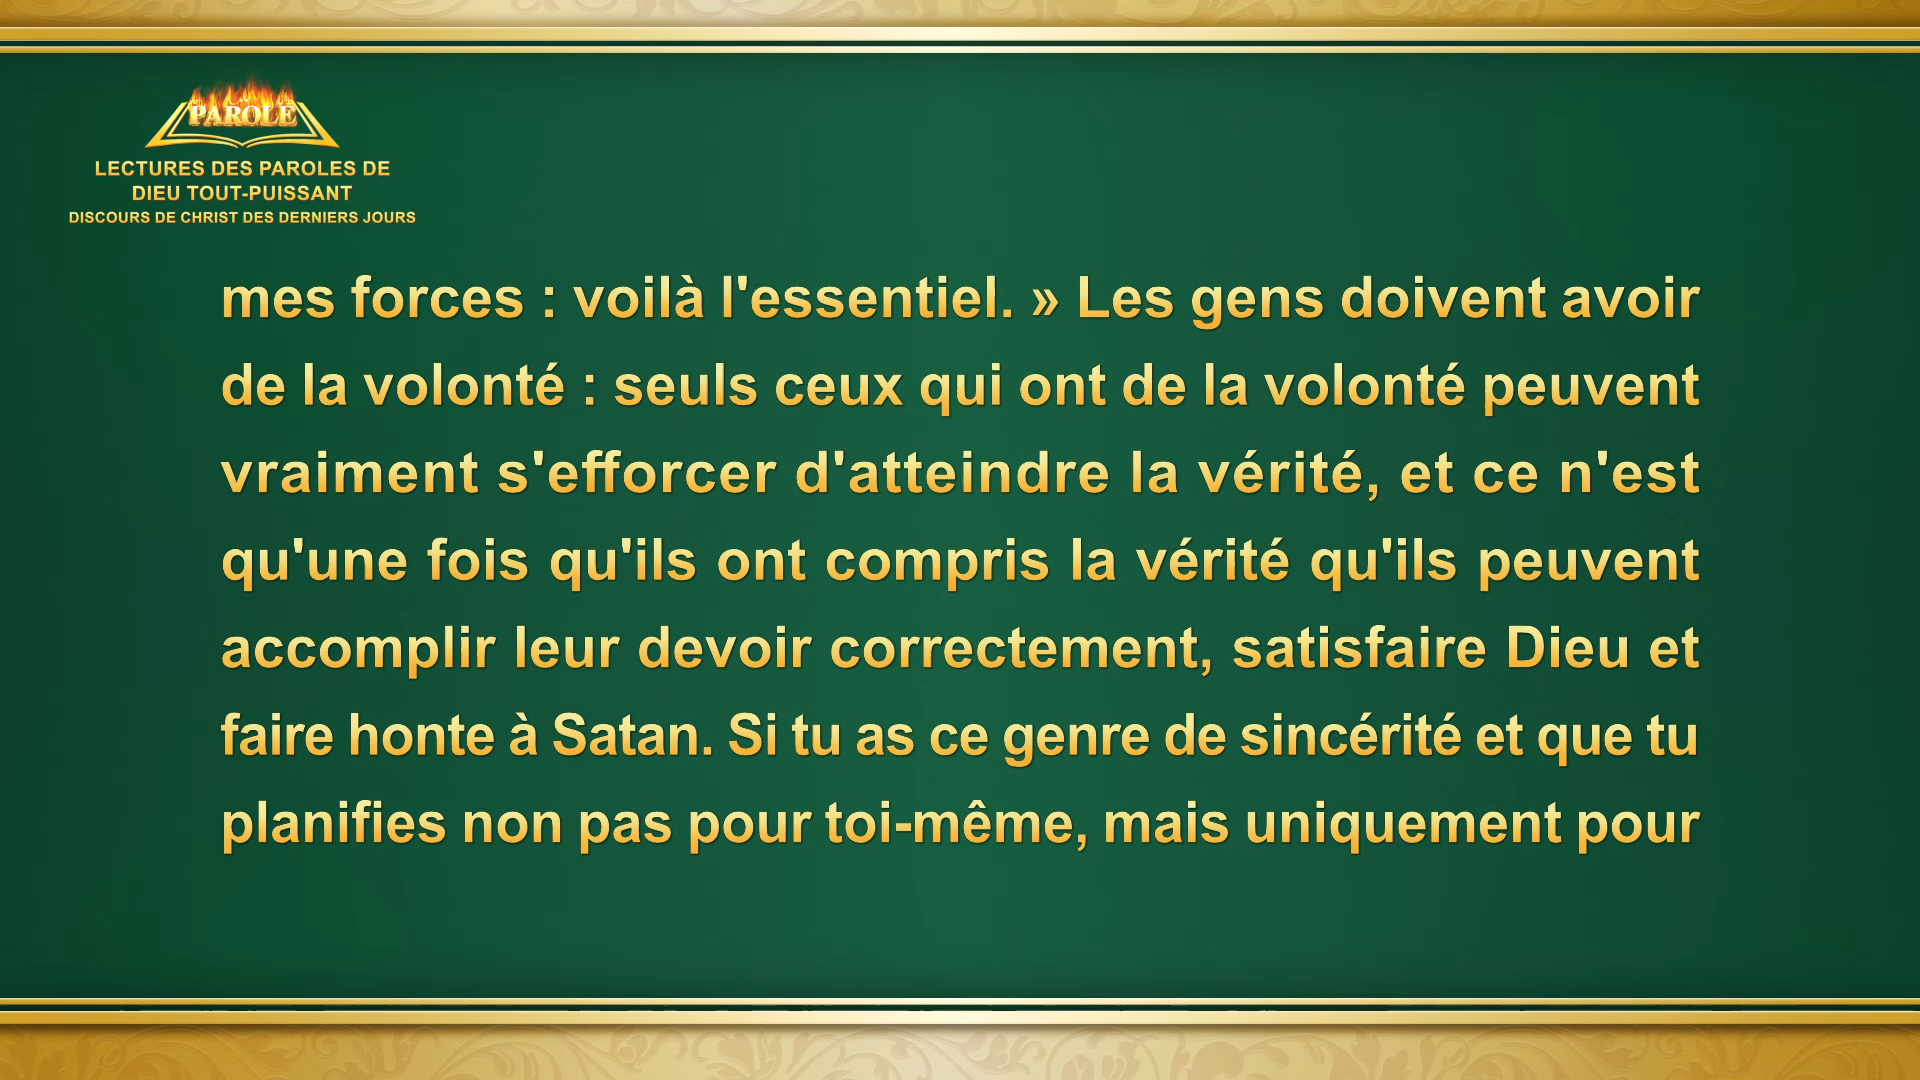 PAROLE
LECTURES DES PAROLES DE
DIEU TOUT-PUISSANT
DISCOURS DE CHRIST DES DERNIERS JOURS
mes forces : voilà l'essentiel. » Les gens doivent avoir
de la volonté : seuls ceux qui ont de la volonté peuvent
vraiment s'efforcer d'atteindre la vérité, et ce n'est
qu'une fois qu'ils ont compris la vérité qu'ils peuvent
accomplir leur devoir correctement, satisfaire Dieu et
faire honte à Satan. Si tu as ce genre de sincérité et que tu
planifies non pas pour toi-même, mais uniquement pour